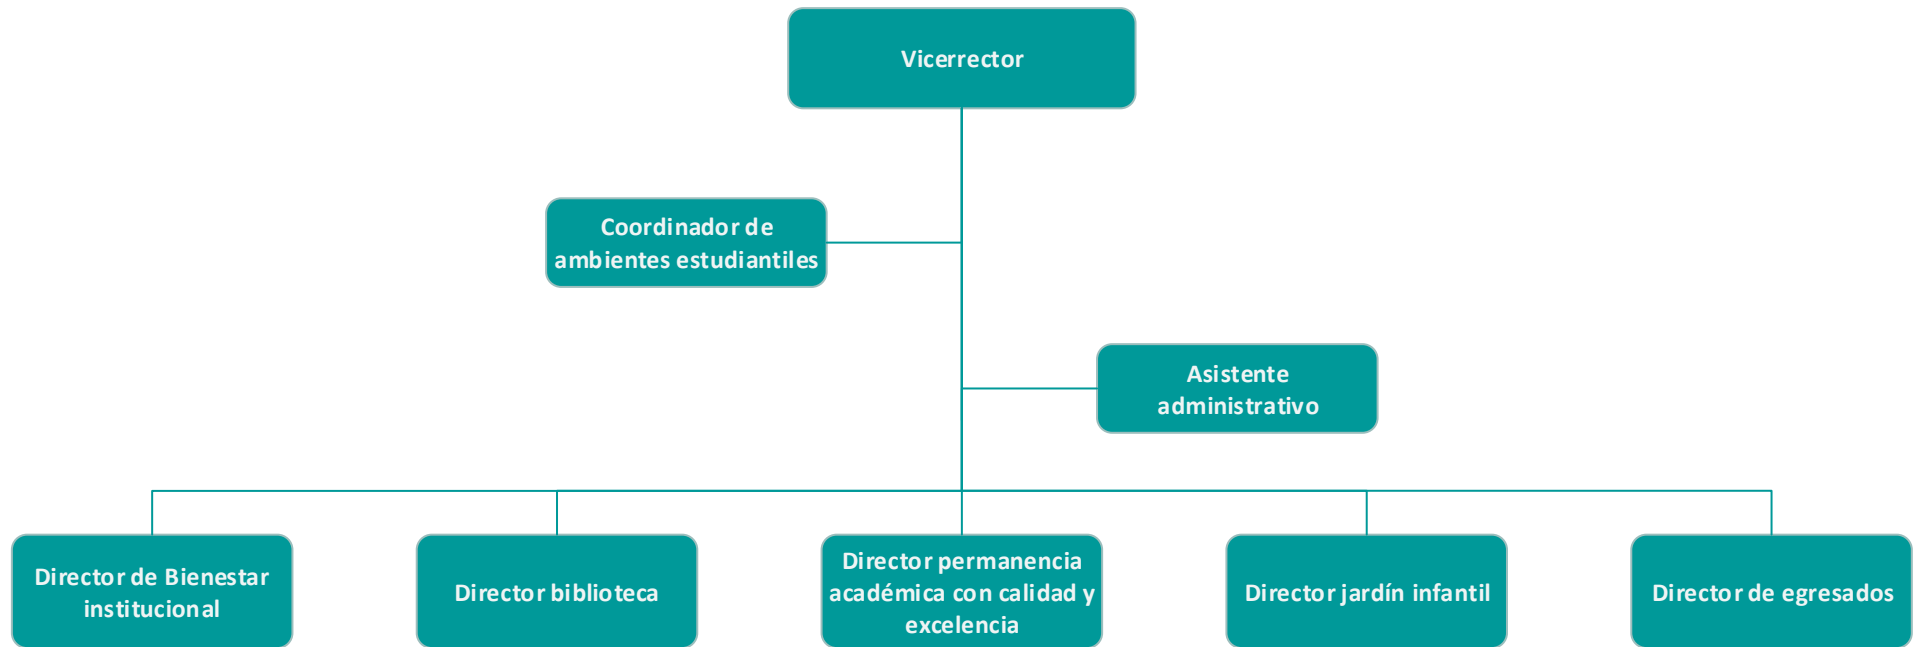 Vicerrector
Coordinador de
ambientes estudiantiles
Asistente
administrativo
Director de Bienestar
institucional
Director biblioteca
Director permanencia
académica con calidad y
excelencia
Director jardín infantil
Director de egresados